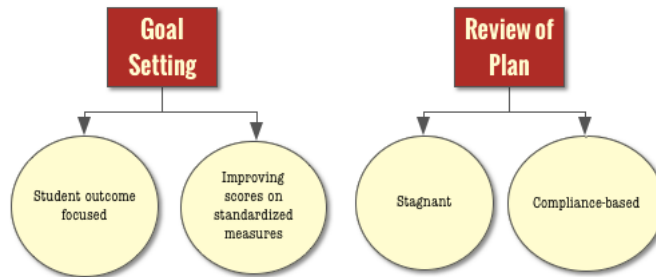 Goal
Setting
Review of
Plan
Student outcome
focused
Improving
scores on
standardized
measures
Stagnant
Compliance-based